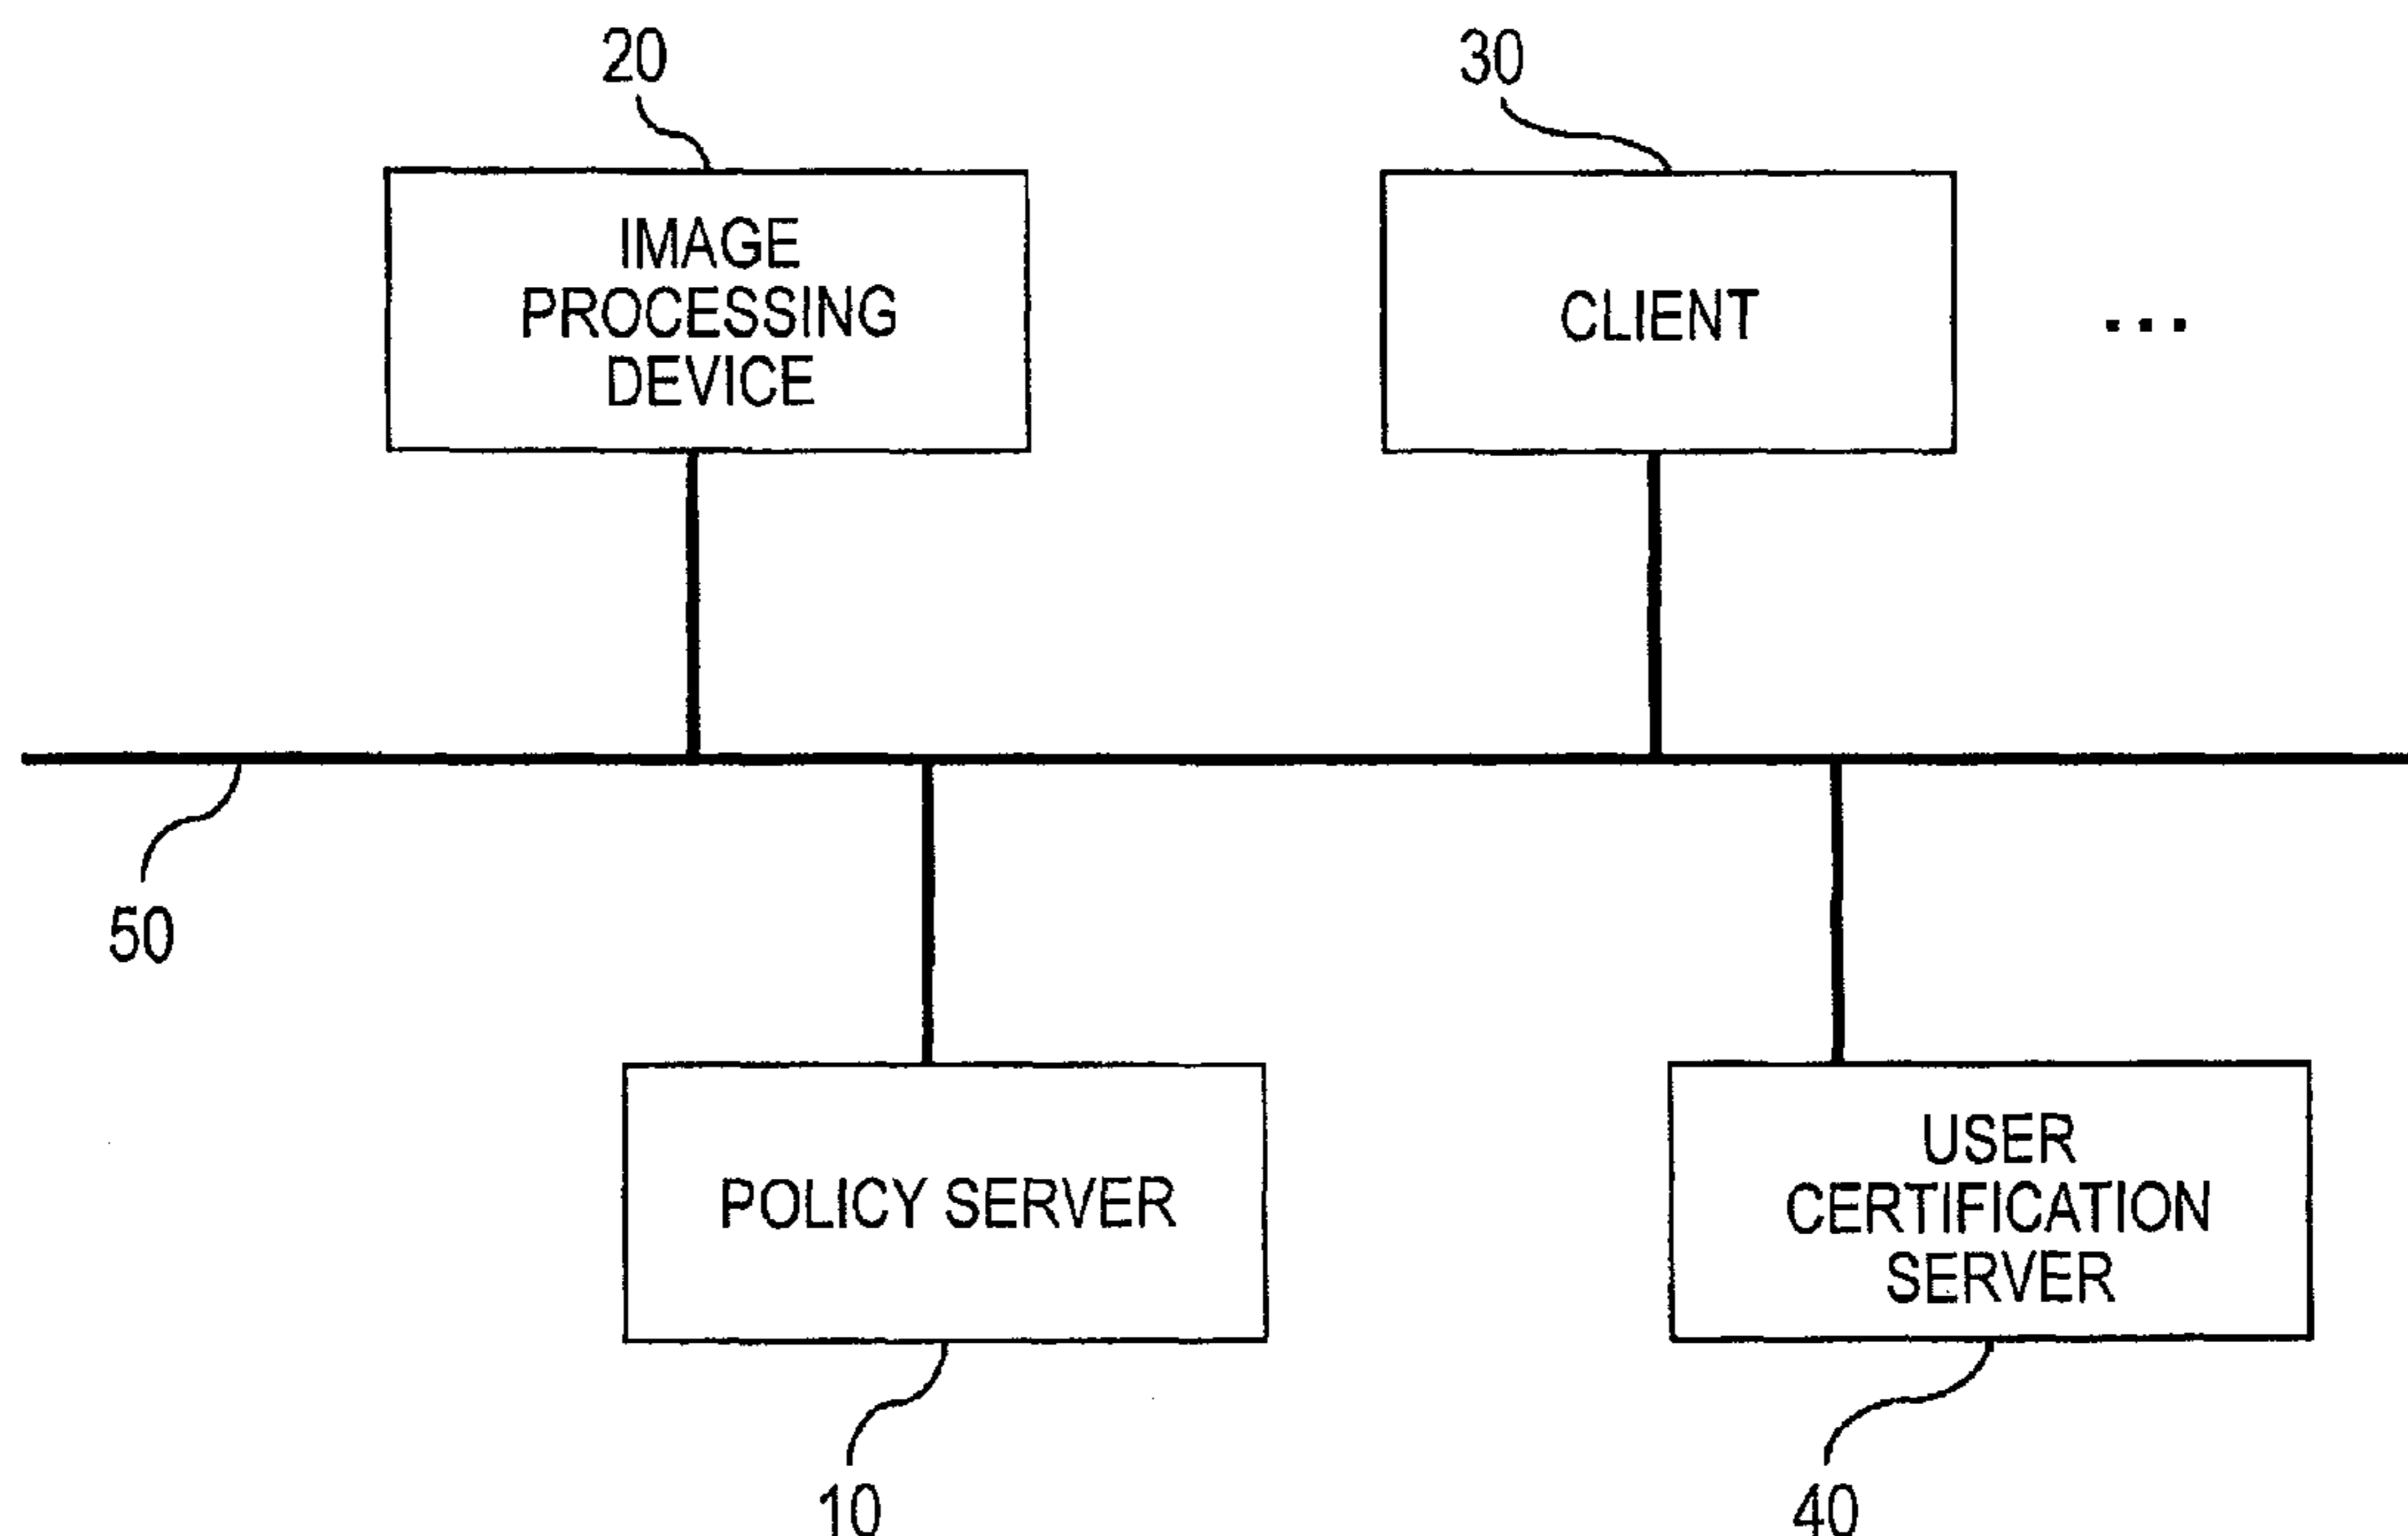 20
30
IMAGE
PROCESSING
DEVICE
CLIENT
...
50
POLICY SERVER
USER
CERTIFICATION
SERVER
10
40